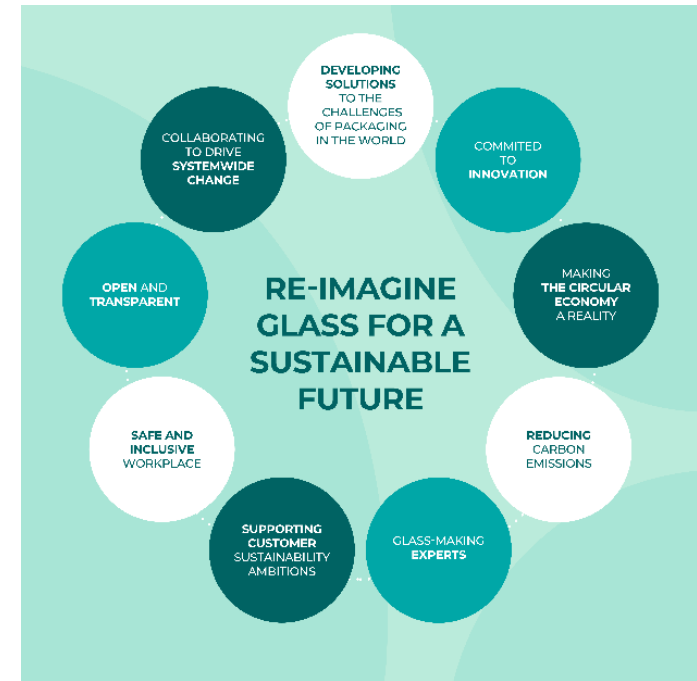 DEVELOPING
SOLUTIONS
TO THE
CHALLENGES
OF PACKAGING
IN THE WORLD
COMMITED
TO
INNOVATION
MAKING
THE CIRCULAR
ECONOMY
A REALITY
REDUCING
CARBON
EMISSIONS
GLASS-MAKING
EXPERTS
SUPPORTING
CUSTOMER
SUSTAINABILITY
AMBITIONS
SAFE AND
INCLUSIVE
WORKPLACE
OPEN AND
TRANSPARENT
COLLABORATING
TO DRIVE
SYSTEMWIDE
CHANGE
RE-IMAGINE
GLASS FOR A
SUSTAINABLE
FUTURE